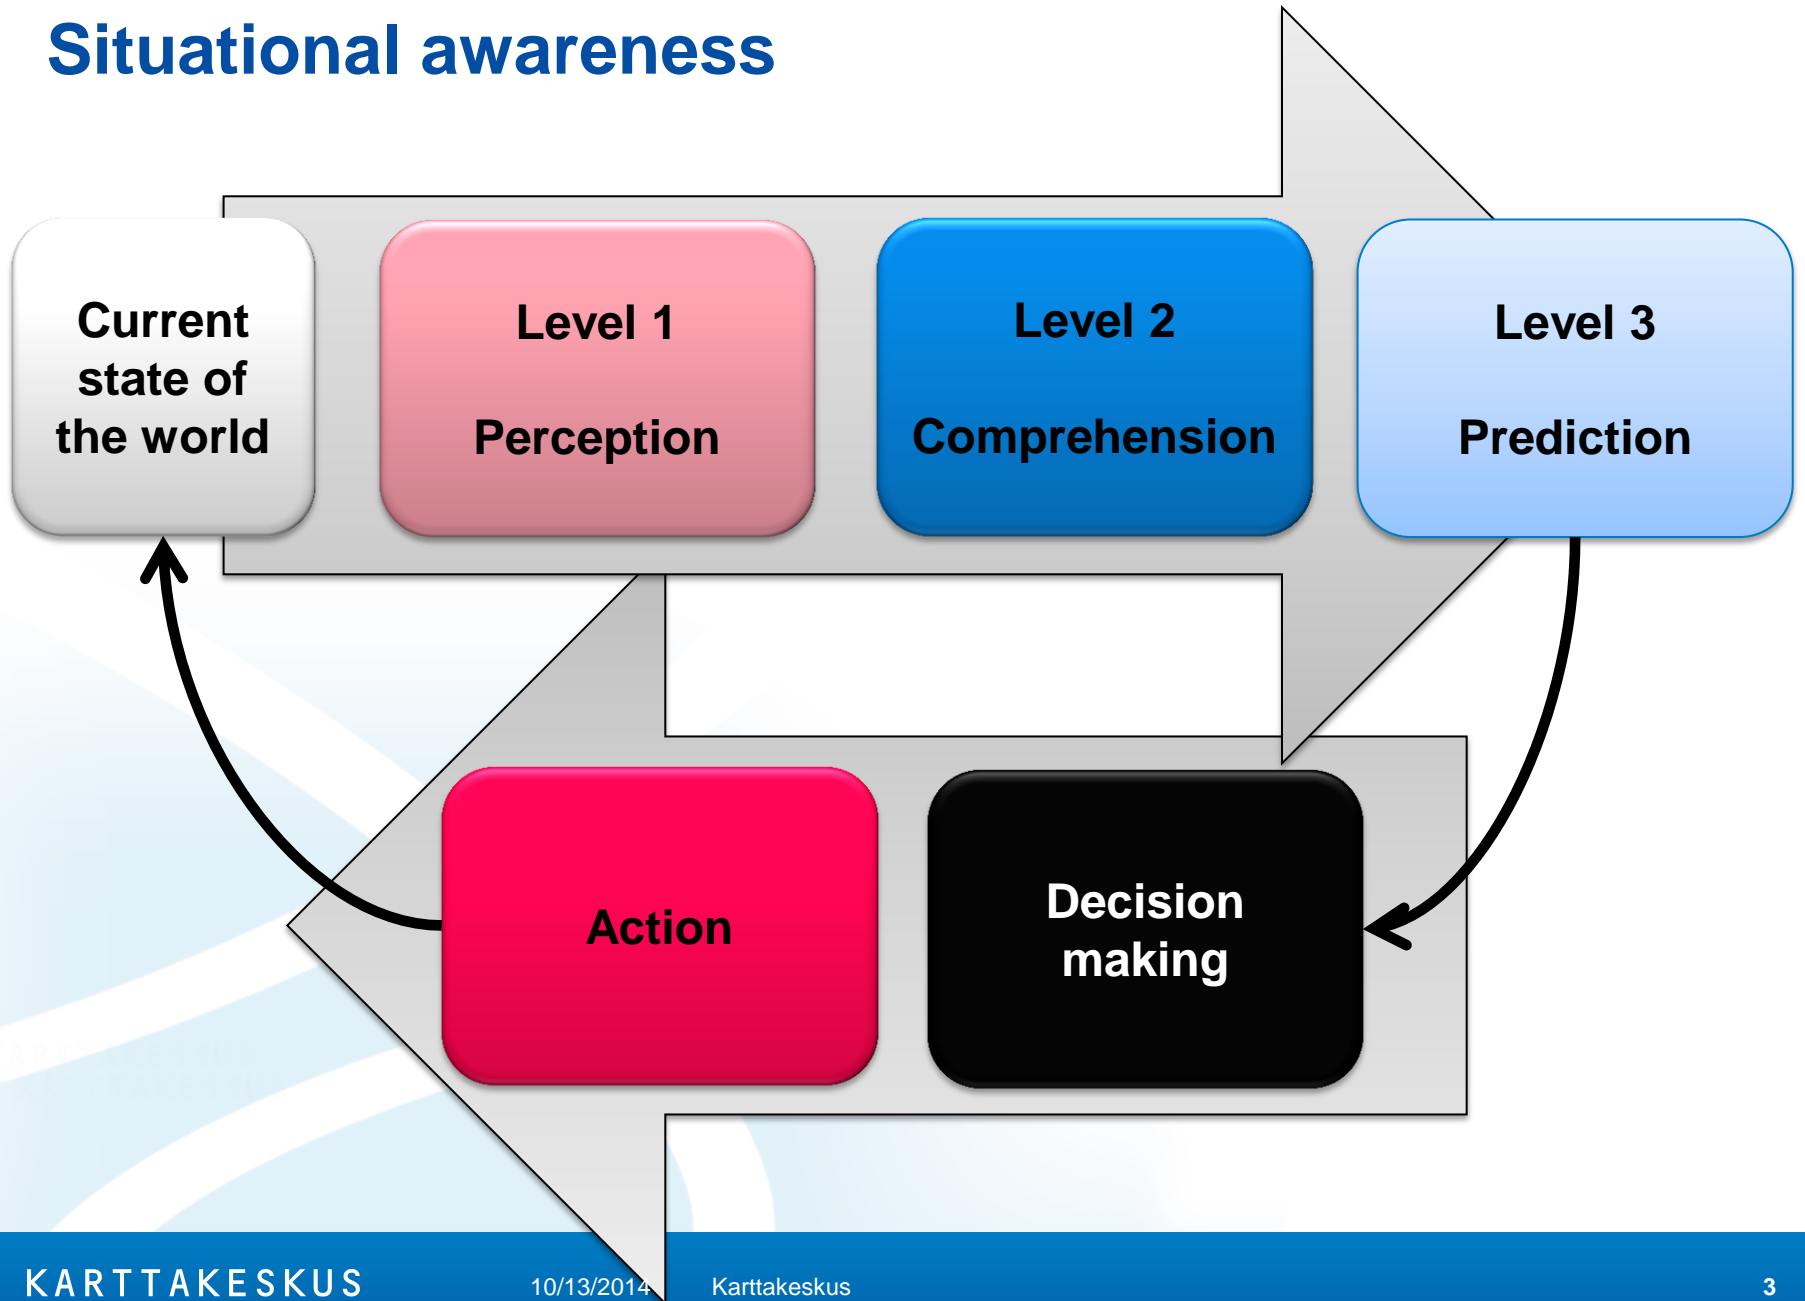 Situational awareness
Current
state of
the world
Level 1
Perception
Level 2
Comprehension
Level 3
Prediction
Action
Decision
making
KARTTAKESKUS
10/13/2014
Karttakeskus
3